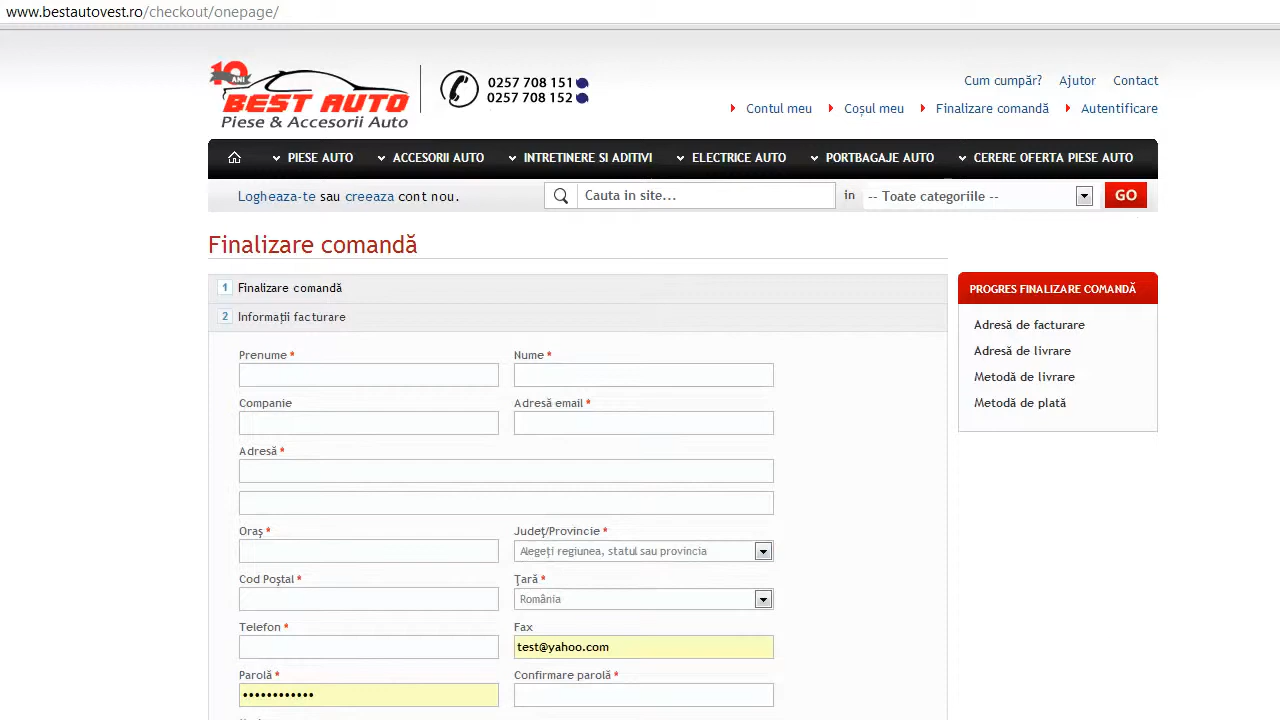 www.bestautovest.ro/checkout/onepage/
10 ANI
BEST AUTO
Piese & Accesorii Auto
0257 708 151
0257 708 152
Cum cumpăr? Ajutor Contact
Contul meu Coșul meu Finalizare comandă Autentificare
PIESE AUTO ACCESORII AUTO INTRETINERE SI ADITIVI ELECTRICE AUTO PORTBAGAJE AUTO CERERE OFERTA PIESE AUTO
Logheaza-te sau creeaza cont nou. Cauta in site... in -- Toate categoriile -- GO
Finalizare comandă
1 Finalizare comandă
2 Informații facturare
Prenume * Nume *
Companie Adresă email *
Adresă *
Oraș * Județ/Provincie *
Alegeți regiunea, statul sau provincia
Cod Poștal * Țară *
România
Telefon * Fax
test@yahoo.com
Parolă * Confirmare parolă *
••••••••••••
PROGRES FINALIZARE COMANDĂ
Adresă de facturare
Adresă de livrare
Metodă de livrare
Metodă de plată